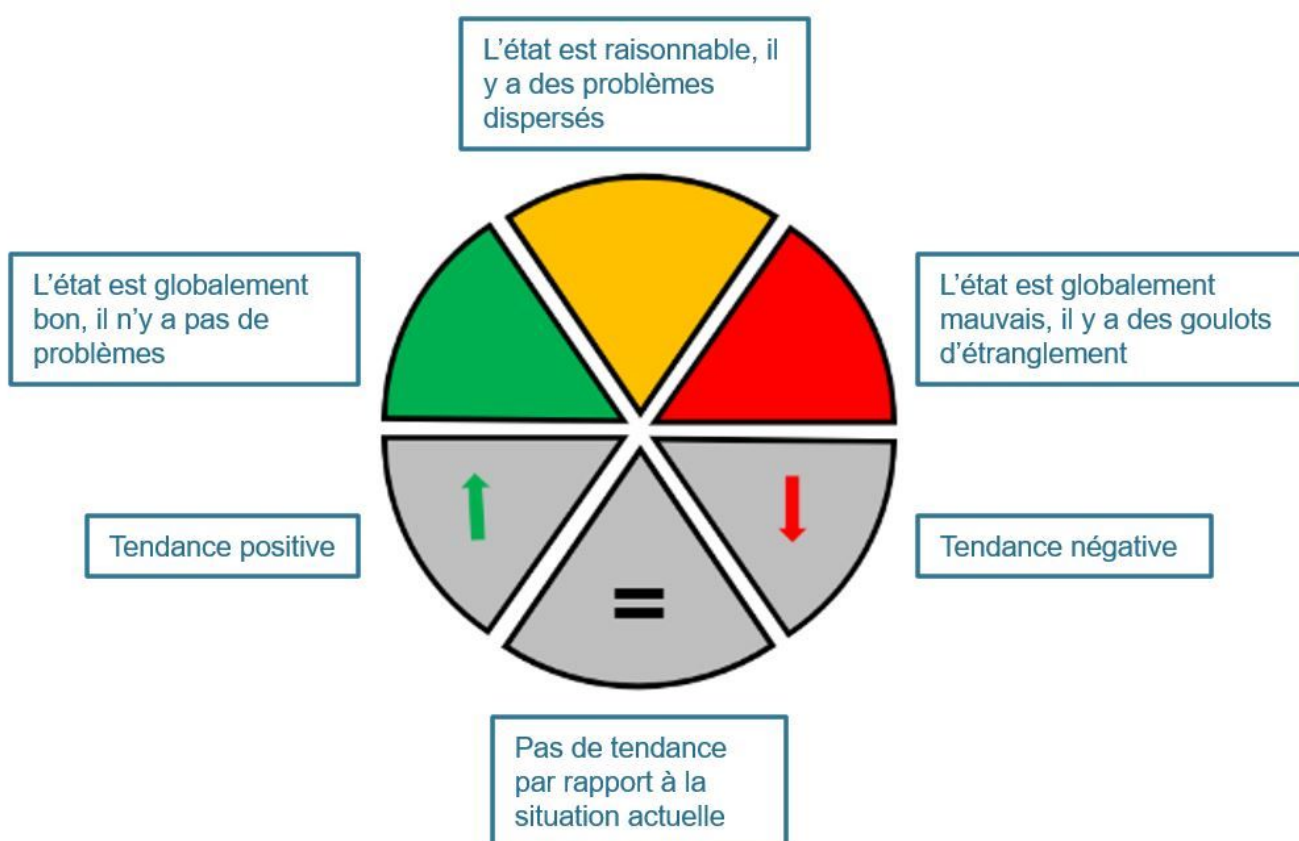 L’état est raisonnable, il
y a des problèmes
dispersés
L’état est globalement
bon, il n’y a pas de
problèmes
L’état est globalement
mauvais, il y a des goulots
d’étranglement
Tendance positive
=
Tendance négative
Pas de tendance
par rapport à la
situation actuelle